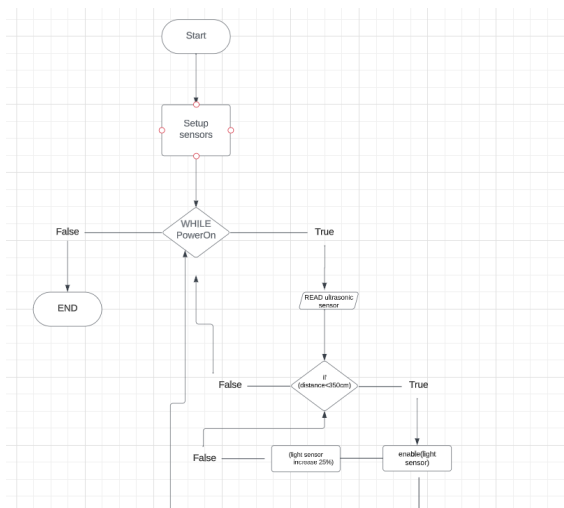 Start
Setup
sensors
WHILE
PowerOn
False
True
END
READ ultrasonic
sensor
if
(distance<350cm)
False
True
False
(light sensor
increase 25%)
enable(light
sensor)